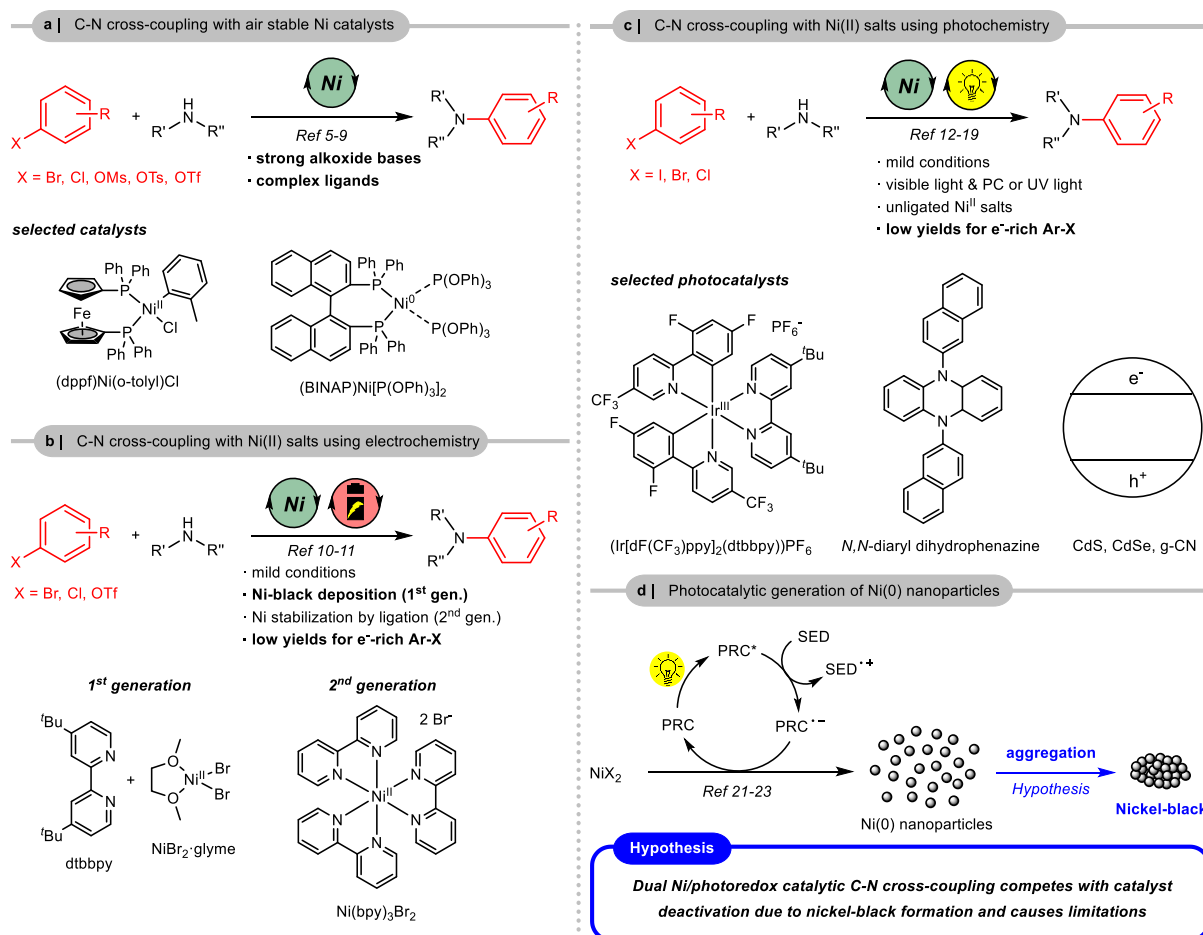 a | C-N cross-coupling with air stable Ni catalysts
X
R
+
H
N
R' R"
Ni
Ref 5-9
· strong alkoxide bases
· complex ligands
R'
N
R"
R
X = Br, Cl, OMs, OTs, OTf
selected catalysts
Ph Ph
P
Fe
Ni^II
Cl
P
Ph Ph
(dppf)Ni(o-tolyl)Cl
Ph Ph
P
Ni^0
P(OPh)3
P
P(OPh)3
Ph Ph
(BINAP)Ni[P(OPh)3]2
b | C-N cross-coupling with Ni(II) salts using electrochemistry
X
R
+
H
N
R' R"
Ni
Ref 10-11
· mild conditions
· Ni-black deposition (1st gen.)
· Ni stabilization by ligation (2nd gen.)
· low yields for e⁻-rich Ar-X
R'
N
R"
R
X = Br, Cl, OTf
1st generation
tBu
N
N
tBu
dtbbpy
+
O
O
Ni^II
Br
Br
NiBr2·glyme
2nd generation
2 Br⁻
N
N
N
Ni^II
N
N
N
Ni(bpy)3Br2
c | C-N cross-coupling with Ni(II) salts using photochemistry
X
R
+
H
N
R' R"
Ni
Ref 12-19
· mild conditions
· visible light & PC or UV light
· unligated Ni^II salts
· low yields for e⁻-rich Ar-X
R'
N
R"
R
X = I, Br, Cl
selected photocatalysts
F
F
PF6⁻
tBu
CF3
N
N
Ir^III
F
N
N
tBu
F
CF3
(Ir[dF(CF3)ppy]2(dtbbpy))PF6
N
N
N,N-diaryl dihydrophenazine
e⁻
h⁺
CdS, CdSe, g-CN
d | Photocatalytic generation of Ni(0) nanoparticles
PRC*
SED
SED·+
PRC
PRC·−
NiX2
Ref 21-23
Ni(0) nanoparticles
aggregation
Hypothesis
Nickel-black
Hypothesis
Dual Ni/photoredox catalytic C-N cross-coupling competes with catalyst
deactivation due to nickel-black formation and causes limitations